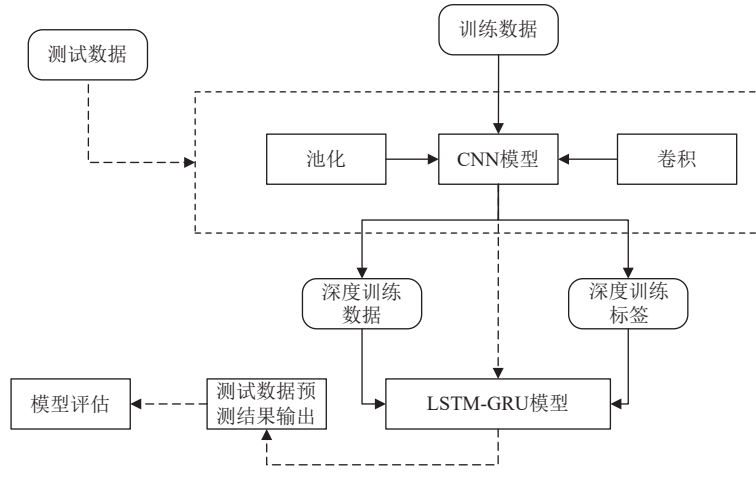 训练数据
测试数据
池化
CNN模型
卷积
深度训练
数据
深度训练
标签
模型评估
测试数据预
测结果输出
LSTM-GRU模型